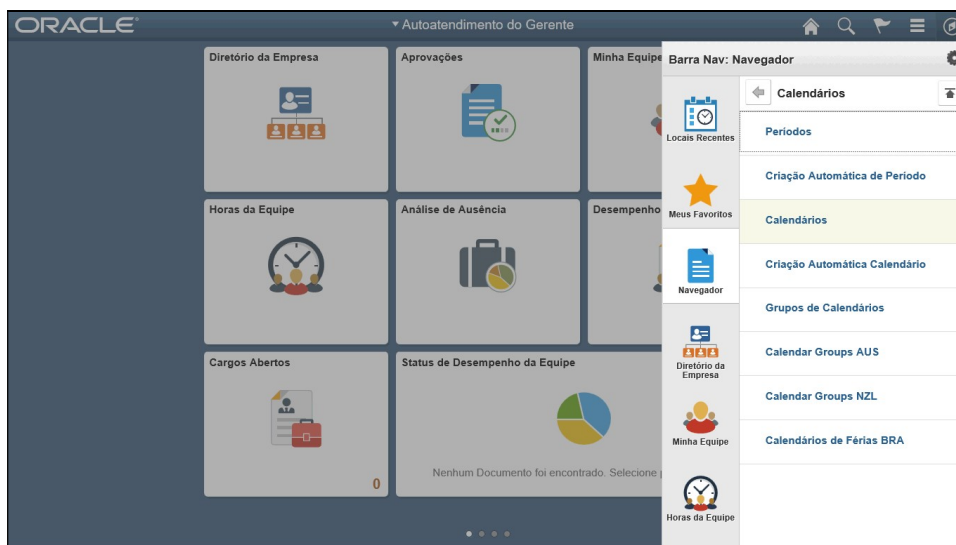 ORACLE
Autoatendimento do Gerente
Diretório da Empresa
Aprovações
Minha Equipe
Horas da Equipe
Análise de Ausência
Desempenho
Cargos Abertos
0
Status de Desempenho da Equipe
Nenhum Documento foi encontrado. Selecione
Barra Nav: Navegador
Locais Recentes
Meus Favoritos
Navegador
Diretório da
Empresa
Minha Equipe
Horas da Equipe
Calendários
Períodos
Criação Automática de Período
Calendários
Criação Automática Calendário
Grupos de Calendários
Calendar Groups AUS
Calendar Groups NZL
Calendários de Férias BRA